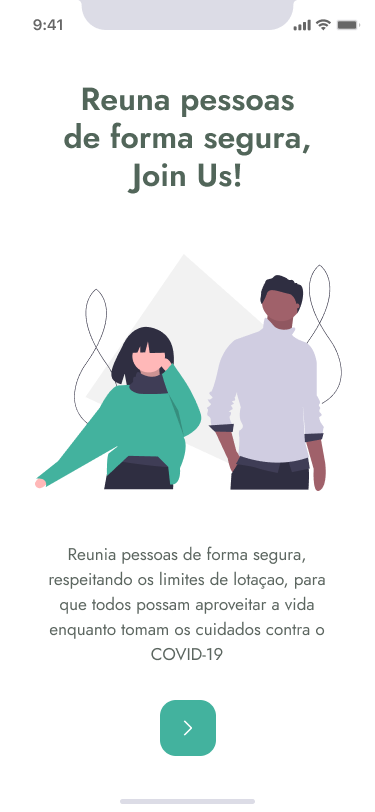 9:41
Reuna pessoas
de forma segura,
Join Us!
Reunia pessoas de forma segura,
respeitando os limites de lotaçao, para
que todos possam aproveitar a vida
enquanto tomam os cuidados contra o
COVID-19